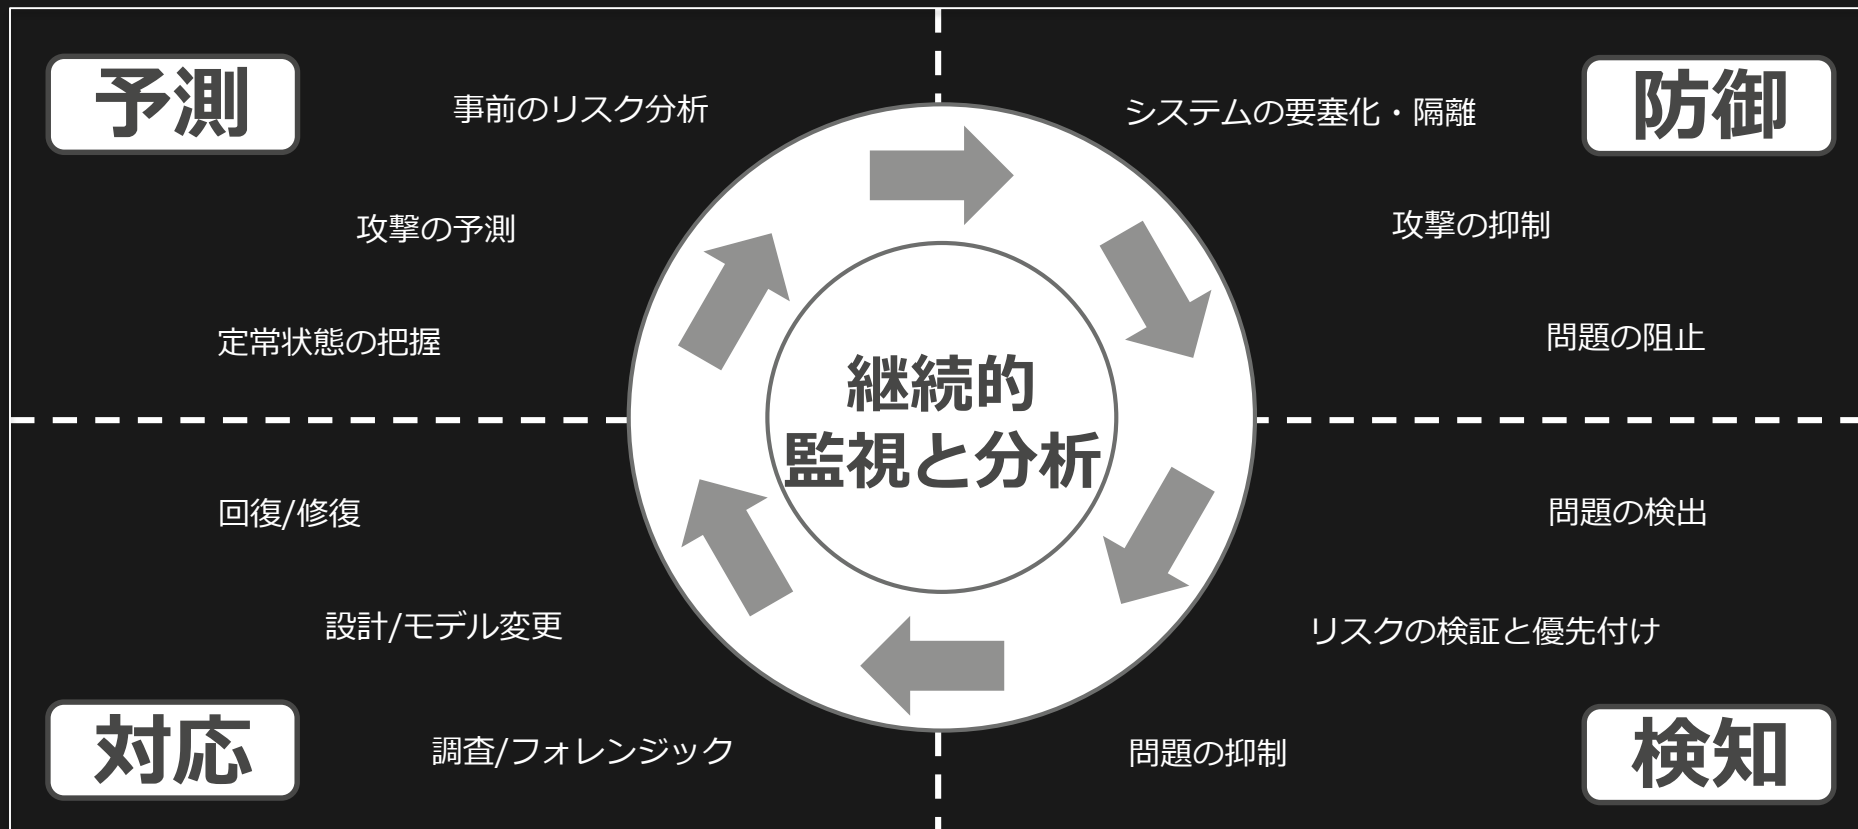 予測
事前のリスク分析
攻撃の予測
定常状態の把握
防御
システムの要塞化・隔離
攻撃の抑制
問題の阻止
継続的
監視と分析
回復/修復
設計/モデル変更
調査/フォレンジック
対応
問題の検出
リスクの検証と優先付け
問題の抑制
検知